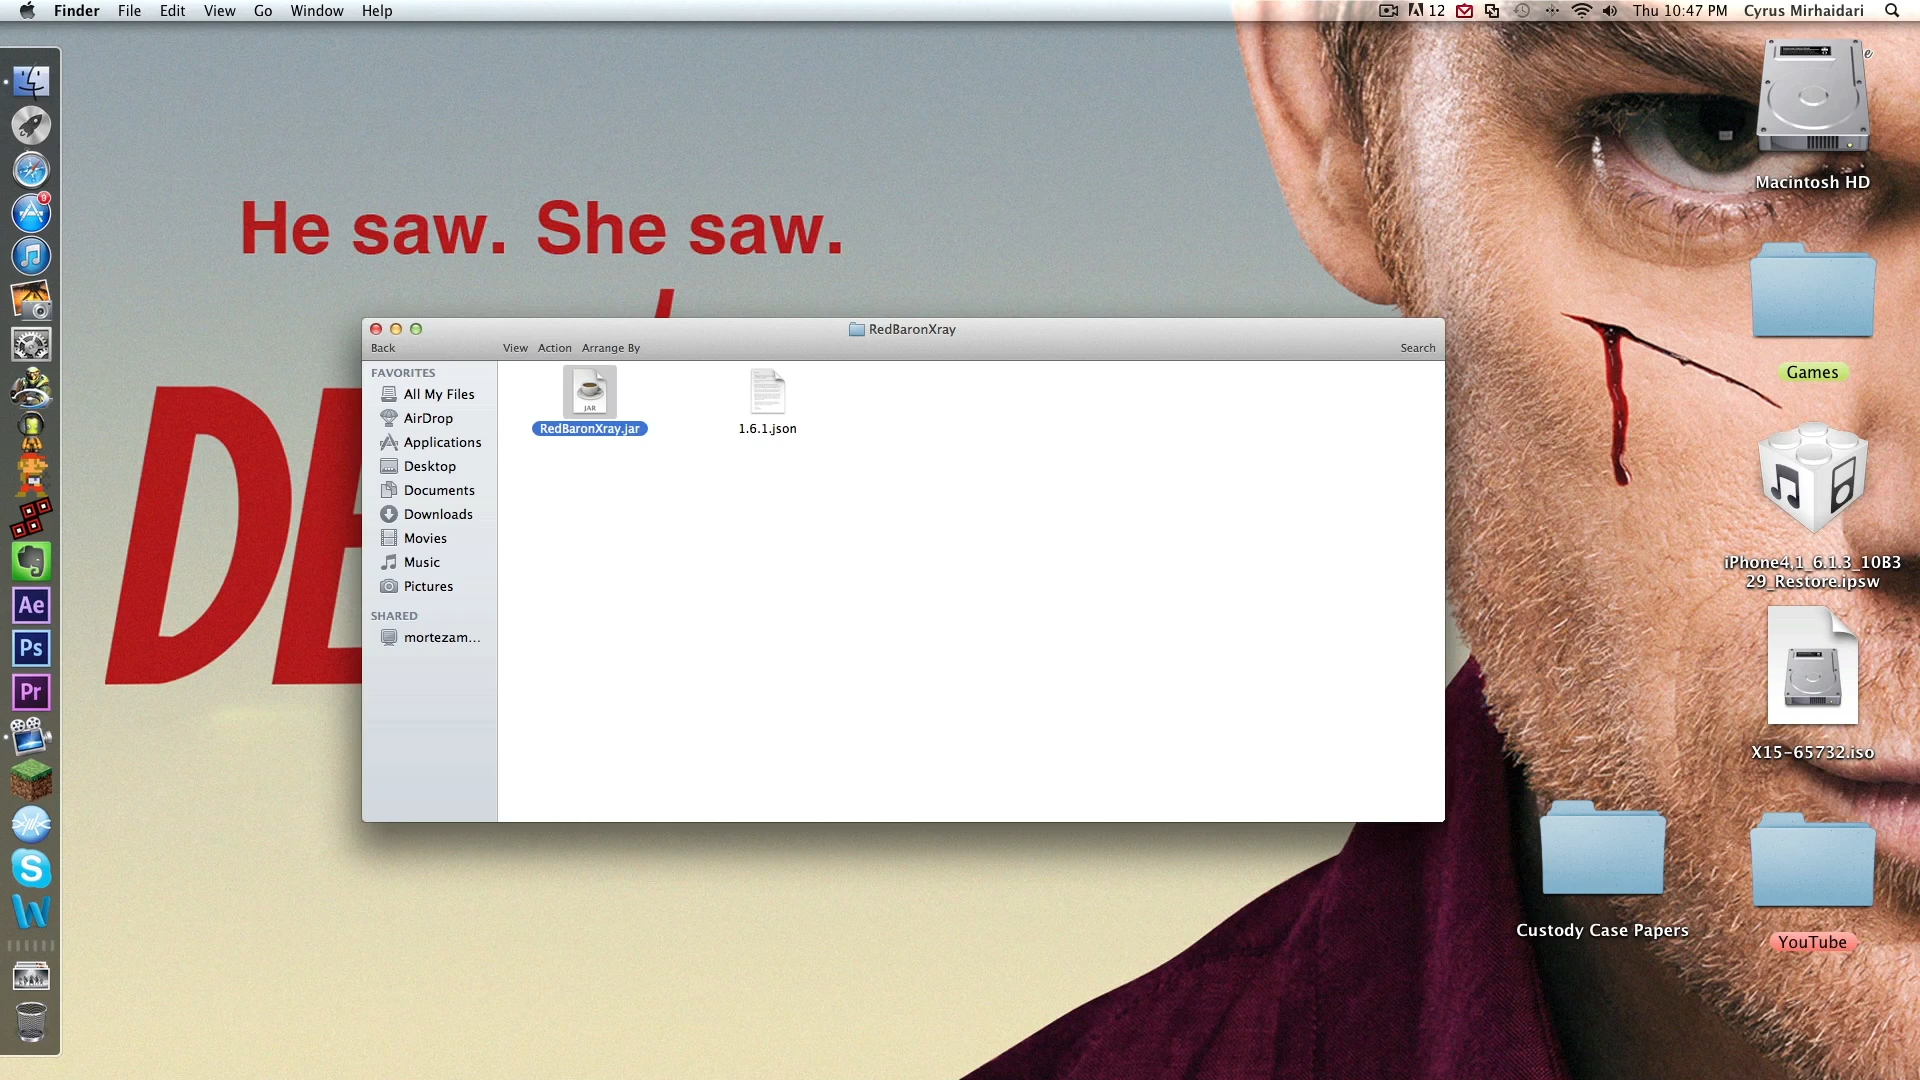 Finder File Edit View Go Window Help
12 Thu 10:47 PM Cyrus Mirhaidari
9
He saw. She saw.
DE
RedBaronXray
Back View Action Arrange By Search
FAVORITES
All My Files
AirDrop
Applications
Desktop
Documents
Downloads
Movies
Music
Pictures
SHARED
mortezam...
JAR
RedBaronXray.jar
1.6.1.json
Ae
Ps
Pr
S
W
e
Macintosh HD
Games
iPhone4,1_6.1.3_10B3
29_Restore.ipsw
X15-65732.iso
Custody Case Papers
YouTube